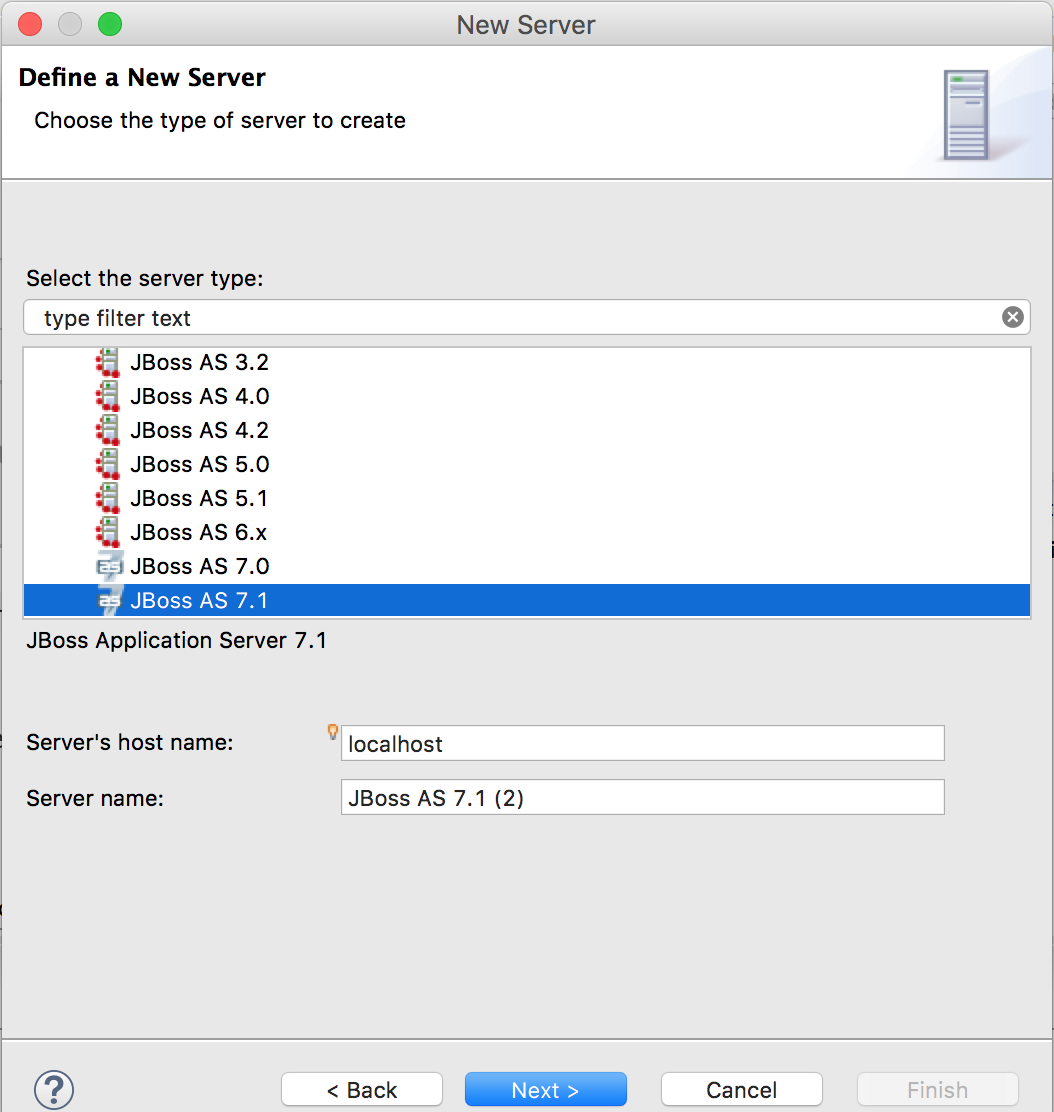 New Server
Define a New Server
Choose the type of server to create
Select the server type:
type filter text
JBoss AS 3.2
JBoss AS 4.0
JBoss AS 4.2
JBoss AS 5.0
JBoss AS 5.1
JBoss AS 6.x
JBoss AS 7.0
JBoss AS 7.1
JBoss Application Server 7.1
Server's host name: localhost
Server name: JBoss AS 7.1 (2)
? < Back Next > Cancel Finish